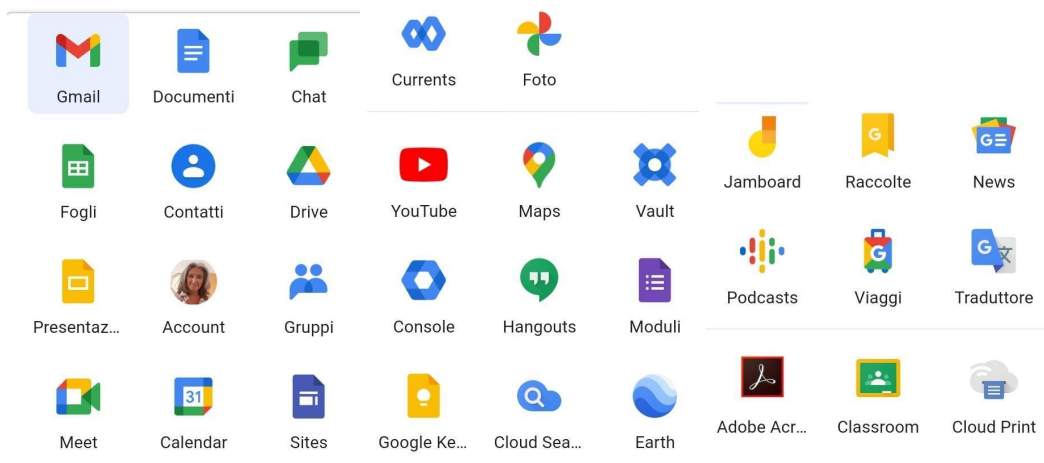 Gmail
Documenti
Chat
Fogli
Contatti
Drive
Presentaz...
Account
Gruppi
Meet
31
Calendar
Sites
Currents
Foto
YouTube
Maps
Vault
Console
Hangouts
Moduli
Google Ke...
Cloud Sea...
Earth
Jamboard
G
Raccolte
G
News
Podcasts
G
Viaggi
G 文
Traduttore
Adobe Acr...
Classroom
Cloud Print